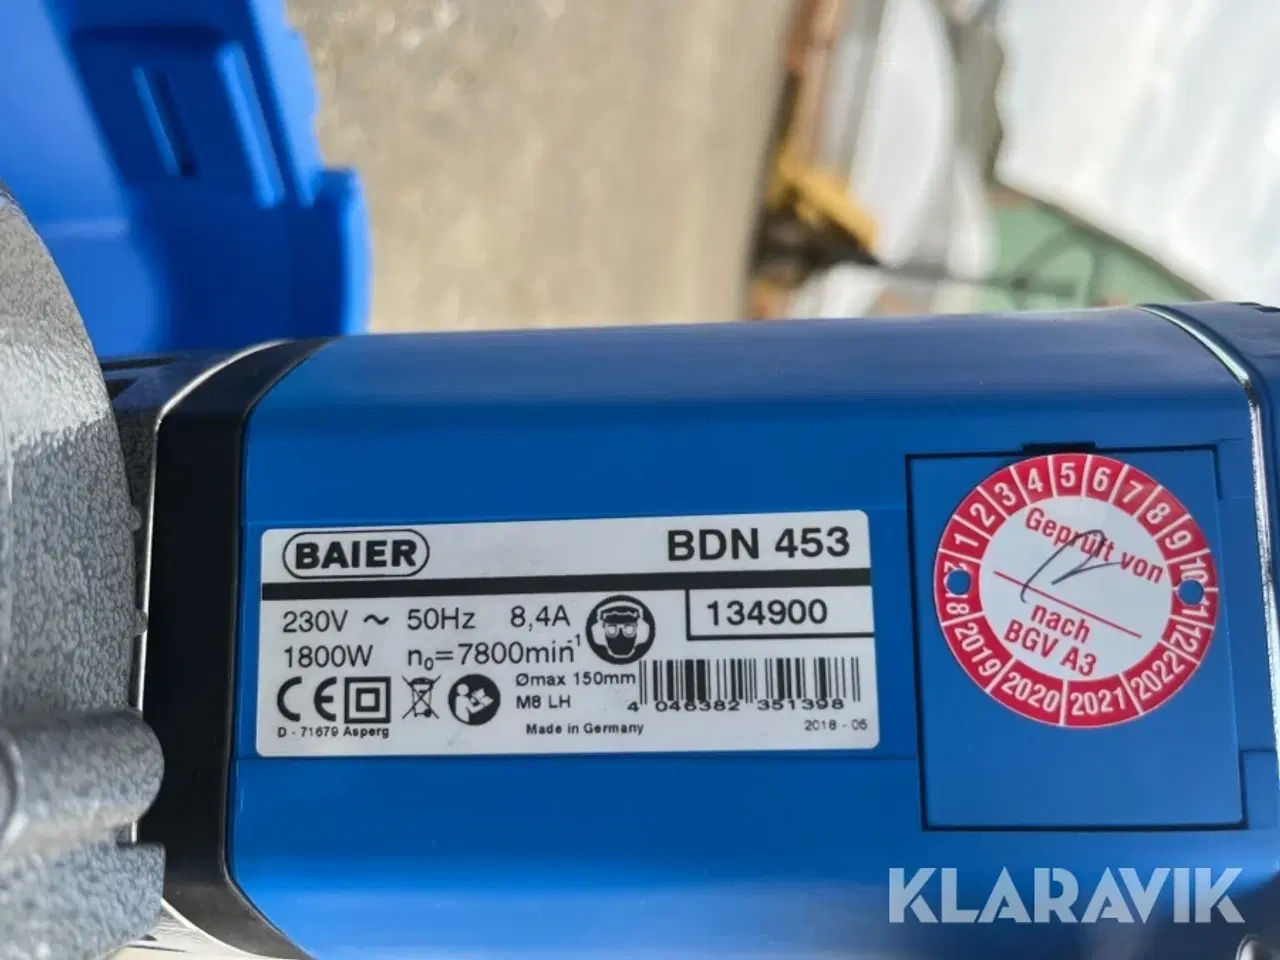 BAIER
BDN 453
230V ~ 50Hz 8,4A
134900
1800W n₀=7800min⁻¹
Ømax 150mm
M8 LH
CE
4 046382 351398
D - 71679 Asperg
Made in Germany
2018 - 05
1 2 3 4 5 6 7 8 9 10 11 12
Geprüft von
nach
BGV A3
2019 2020 2021 2022
KLARAVIK